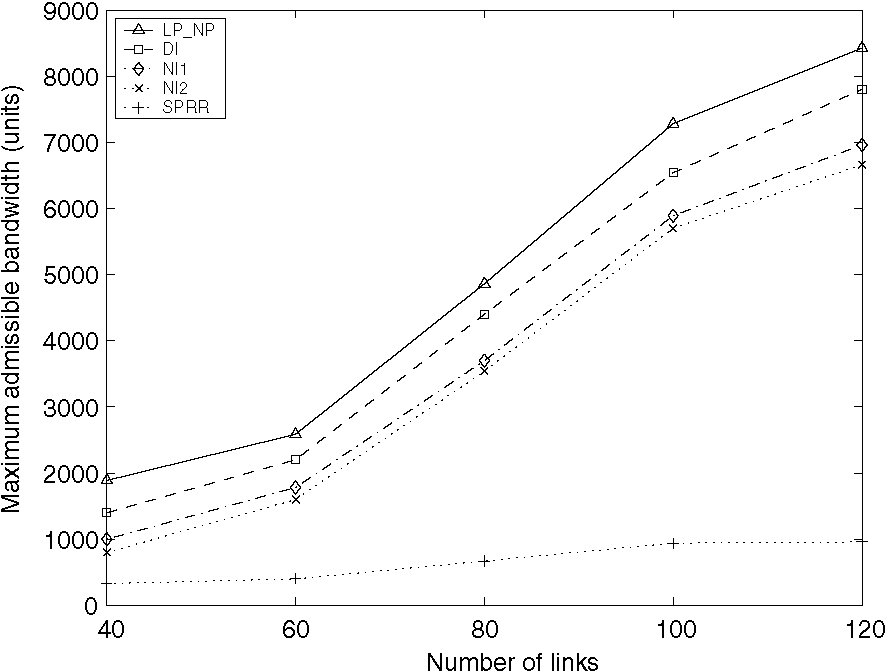 9000
8000
7000
6000
5000
4000
3000
2000
1000
0
Maximum admissible bandwidth (units)
LP_NP
DI
NI1
NI2
SPRR
40 60 80 100 120
Number of links